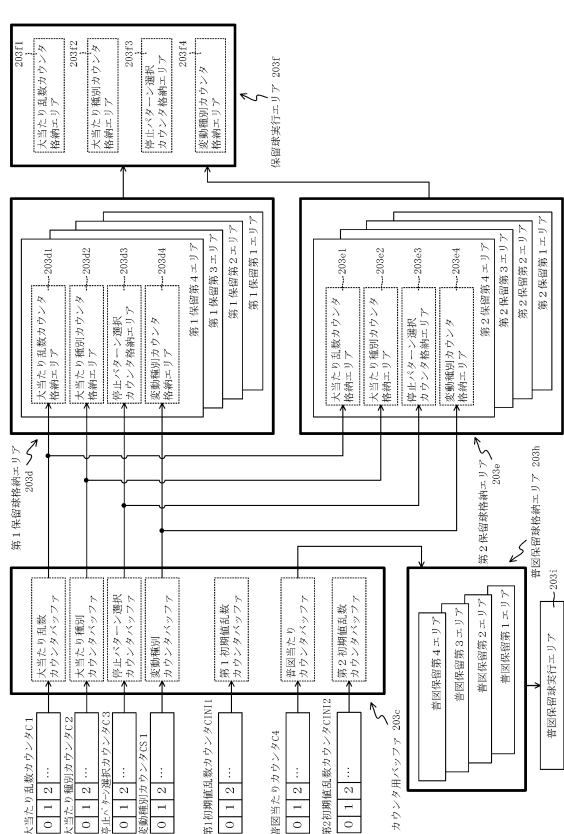 大当たり乱数カウンタC1
0 1 2 …
大当たり種別カウンタC2
0 1 2 …
停止パターン選択カウンタC3
0 1 2 …
変動種別カウンタCS1
0 1 2 …
第1初期値乱数カウンタCINI1
0 1 2 …
普図当たりカウンタC4
0 1 2 …
第2初期値乱数カウンタCINI2
0 1 2 …
カウンタ用バッファ 203c
大当たり乱数
カウンタバッファ
大当たり種別
カウンタバッファ
停止パターン選択
カウンタバッファ
変動種別
カウンタバッファ
第1初期値乱数
カウンタバッファ
普図当たり
カウンタバッファ
第2初期値乱数
カウンタバッファ
第1保留球格納エリア
203d
大当たり乱数カウンタ
格納エリア
203d1
大当たり種別カウンタ
格納エリア
203d2
停止パターン選択
カウンタ格納エリア
203d3
変動種別カウンタ
格納エリア
203d4
第1保留第4エリア
第1保留第3エリア
第1保留第2エリア
第1保留第1エリア
第2保留球格納エリア
203e
大当たり乱数カウンタ
格納エリア
203e1
大当たり種別カウンタ
格納エリア
203e2
停止パターン選択
カウンタ格納エリア
203e3
変動種別カウンタ
格納エリア
203e4
第2保留第4エリア
第2保留第3エリア
第2保留第2エリア
第2保留第1エリア
203f1
大当たり乱数カウンタ
格納エリア
203f2
大当たり種別カウンタ
格納エリア
203f3
停止パターン選択
カウンタ格納エリア
203f4
変動種別カウンタ
格納エリア
保留球実行エリア 203f
普図保留球格納エリア 203h
普図保留第4エリア
普図保留第3エリア
普図保留第2エリア
普図保留第1エリア
普図保留球実行エリア
203i